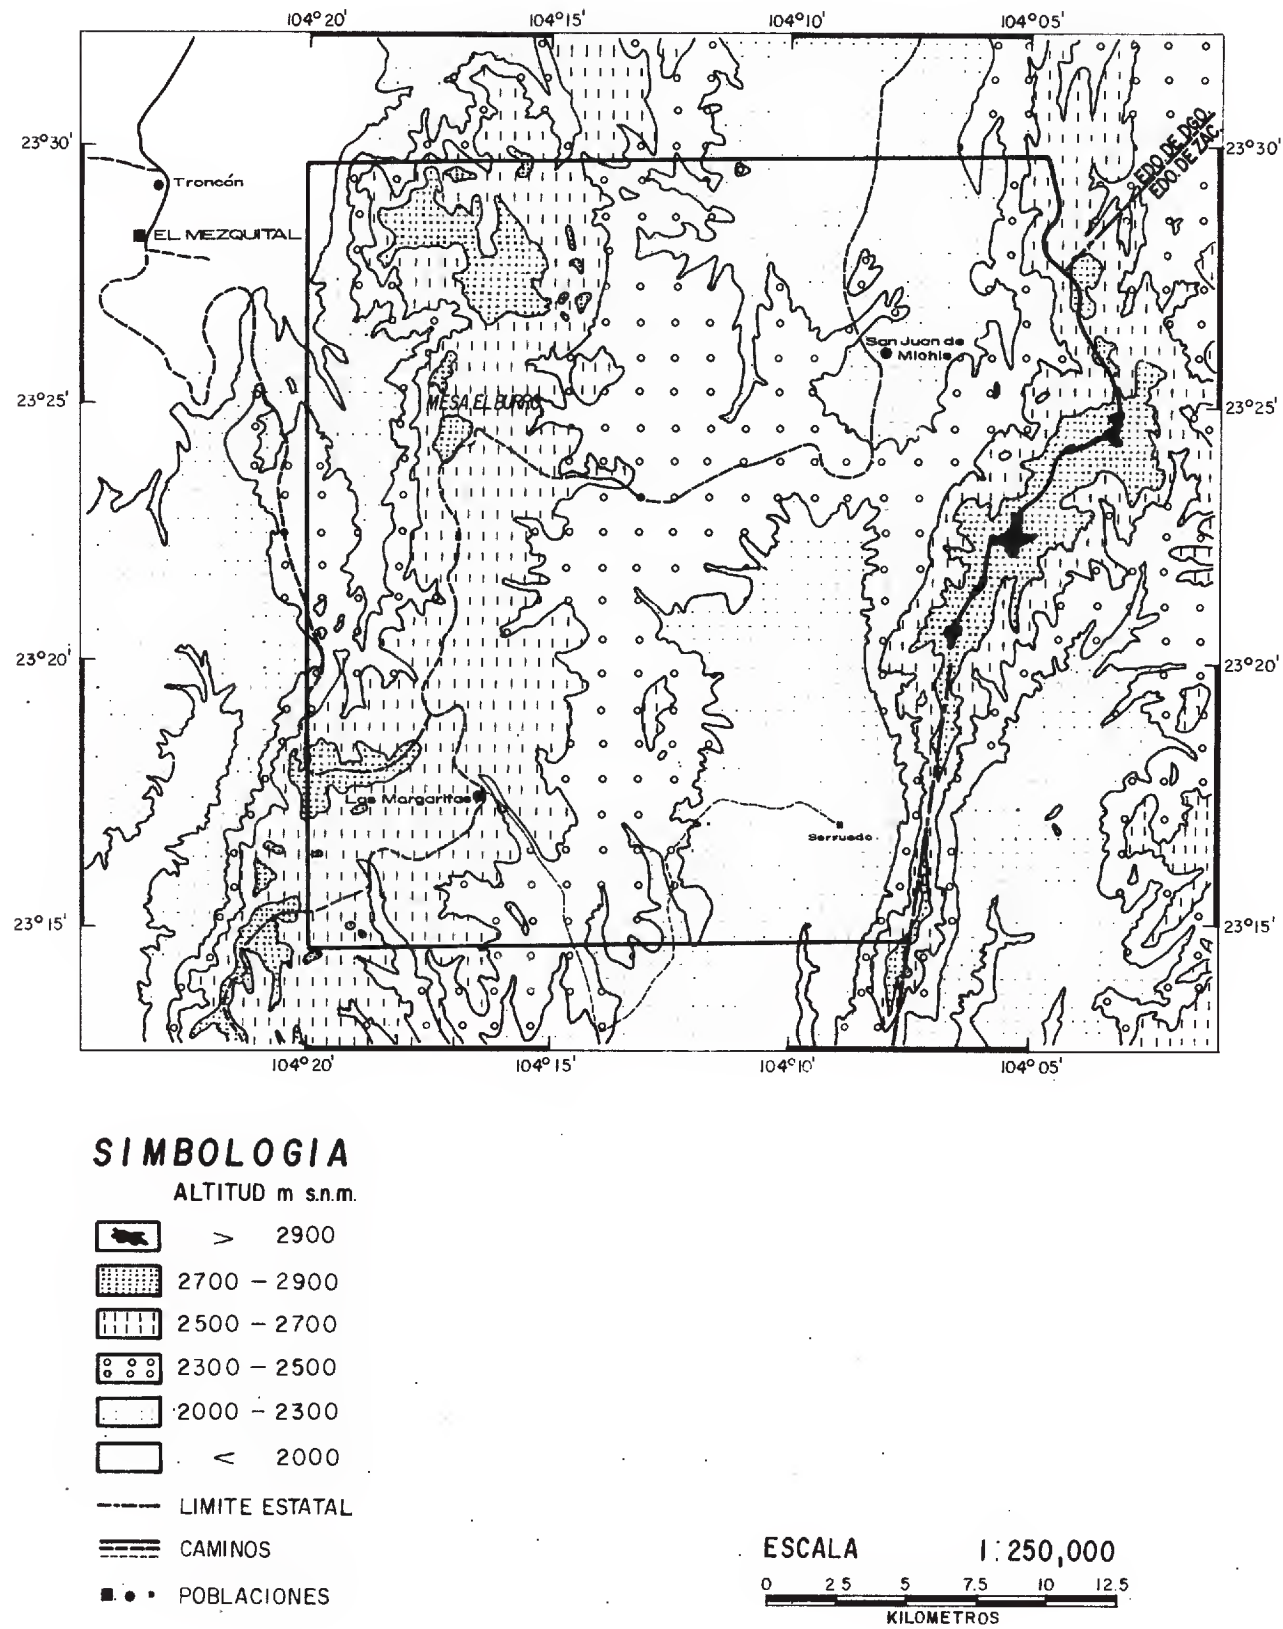 104°20' 104°15' 104°10' 104°05'
23°30' 23°30'
EDO. DE DGO.
EDO. DE ZAC.
Troncón
EL MEZQUITAL
San Juan de
Michis
23°25' 23°25'
MESA EL BURRO
23°20' 23°20'
Las Margaritas
Serruedo
23°15' 23°15'
104°20' 104°15' 104°10' 104°05'
SIMBOLOGIA
ALTITUD m s.n.m.
> 2900
2700 – 2900
2500 – 2700
2300 – 2500
2000 – 2300
< 2000
LIMITE ESTATAL
CAMINOS
POBLACIONES
ESCALA 1:250,000
0 2 5 5 7.5 10 12.5
KILOMETROS